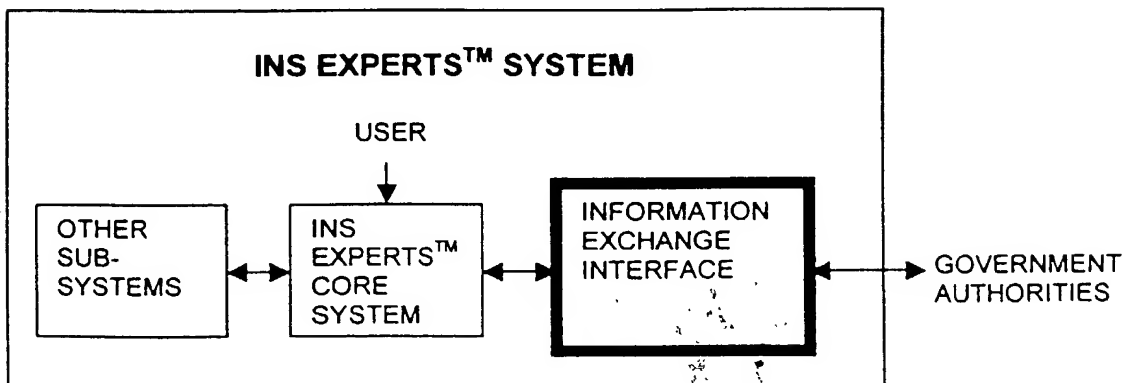 INS EXPERTS™ SYSTEM
USER
OTHER
SUB-
SYSTEMS
INS
EXPERTS™
CORE
SYSTEM
INFORMATION
EXCHANGE
INTERFACE
GOVERNMENT
AUTHORITIES